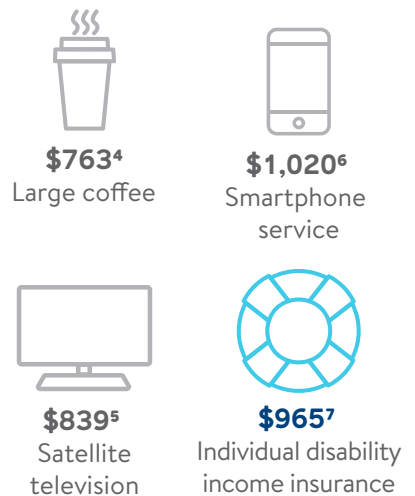 $763⁴
Large coffee
$1,020⁶
Smartphone
service
$839⁵
Satellite
television
$965⁷
Individual disability
income insurance